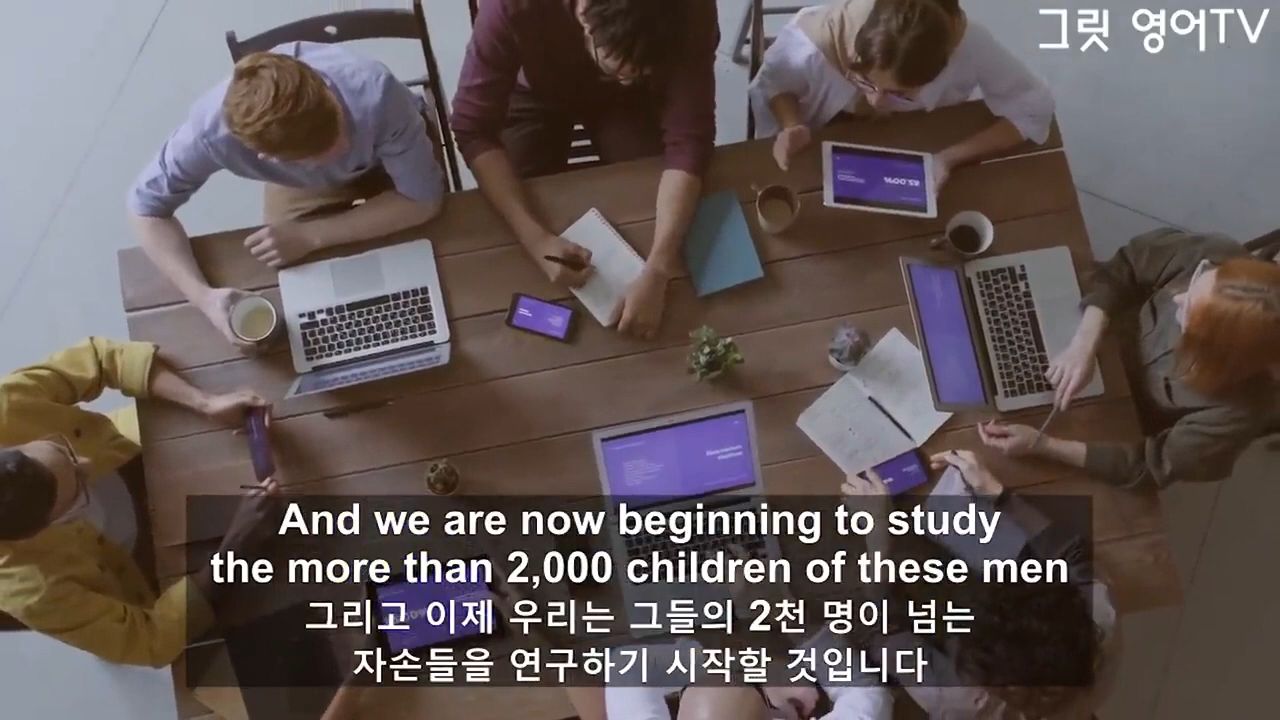 그릿 영어TV
85.00%
And we are now beginning to study
the more than 2,000 children of these men
그리고 이제 우리는 그들의 2천 명이 넘는
자손들을 연구하기 시작할 것입니다